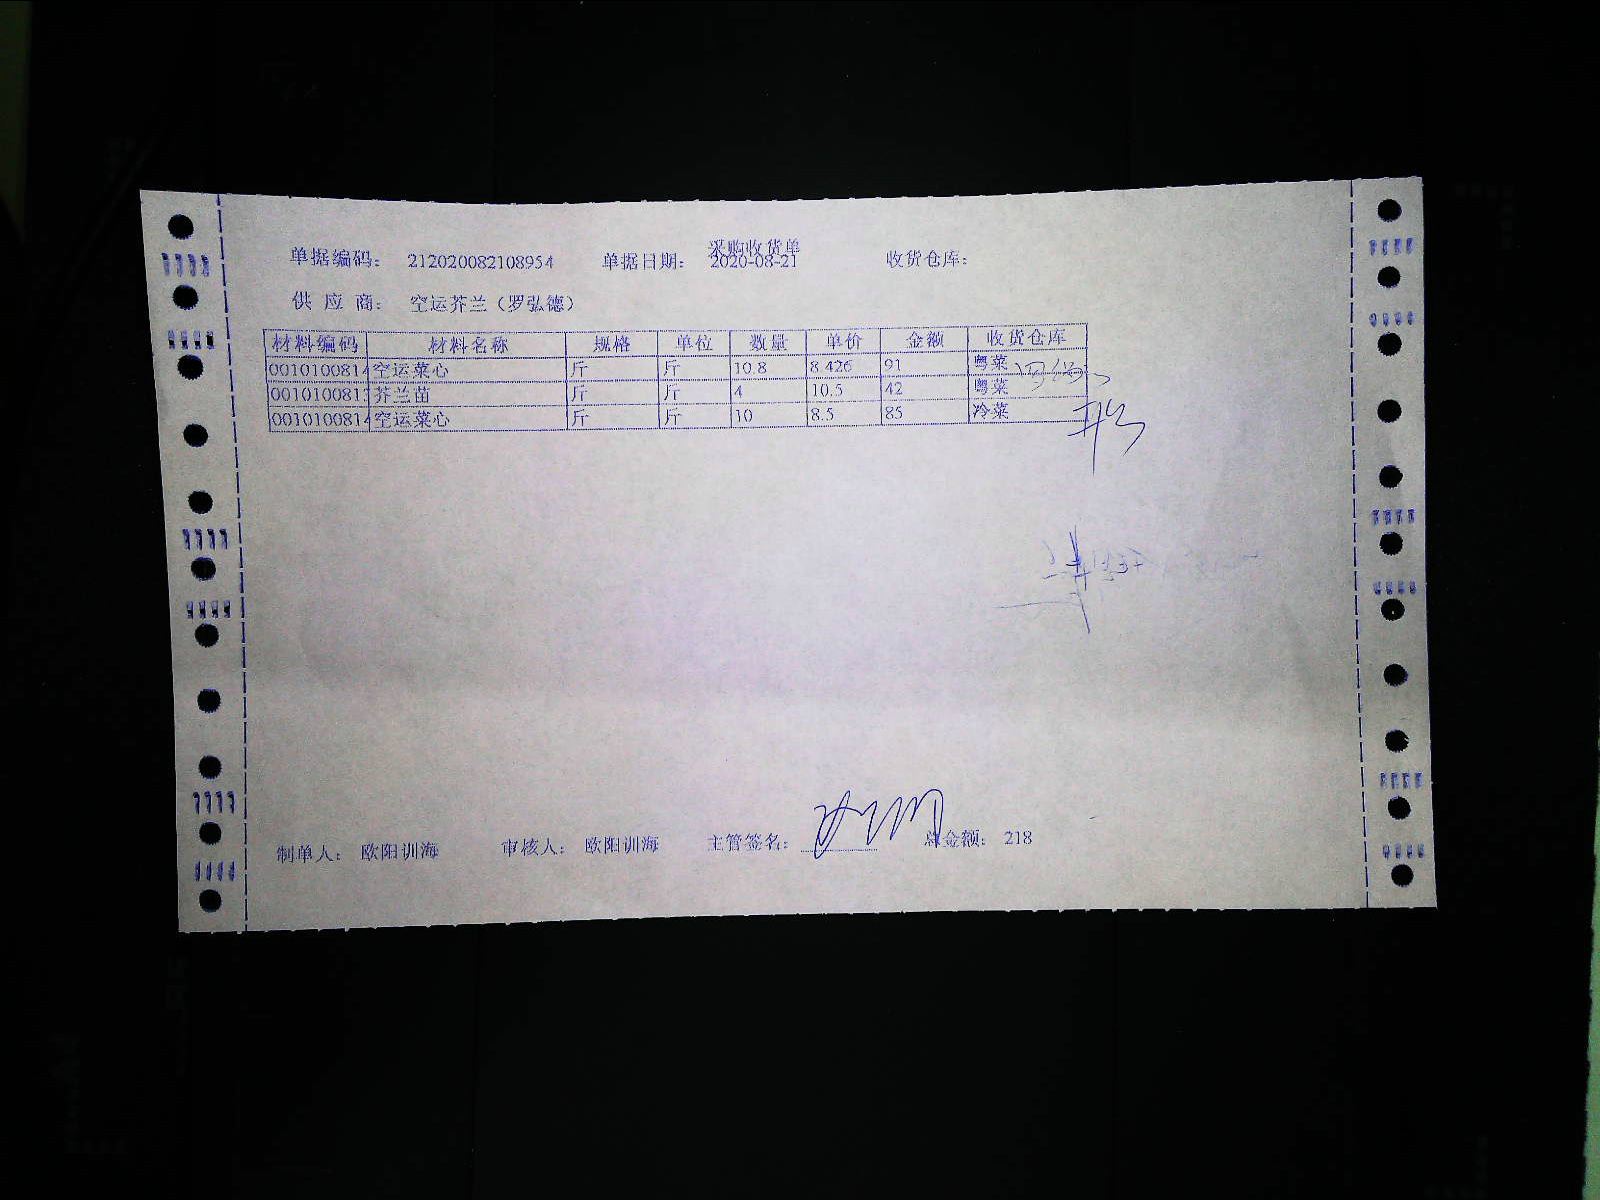 采购收货单
单据编码： 212020082108954 单据日期： 2020-08-21 收货仓库：
供 应 商： 空运芥兰（罗弘德）
材料编码 材料名称 规格 单位 数量 单价 金额 收货仓库
0010100814 空运菜心 斤 斤 10.8 8.426 91 粤菜
001010081 芥兰苗 斤 斤 4 10.5 42 粤菜
0010100814 空运菜心 斤 斤 10 8.5 85 冷菜
制单人： 欧阳训海 审核人： 欧阳训海 主管签名： 总金额： 218